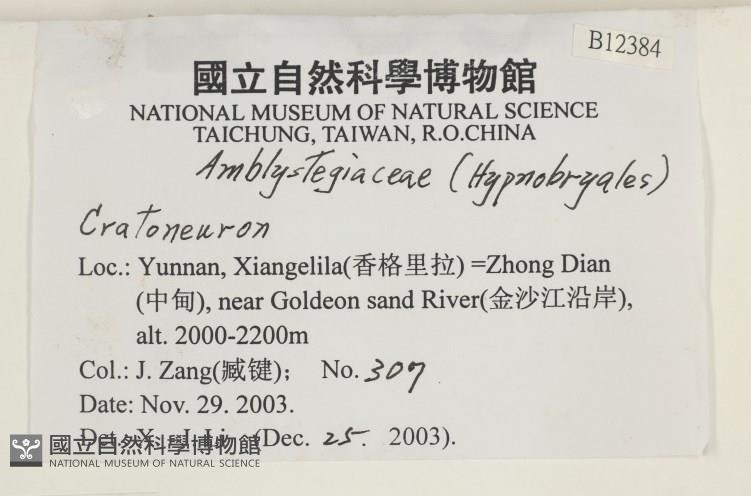 B12384
國立自然科學博物館
NATIONAL MUSEUM OF NATURAL SCIENCE
TAICHUNG, TAIWAN, R.O.CHINA
Amblystegiaceae (Hypnobryales)
Cratoneuron
Loc.: Yunnan, Xiangelila(香格里拉) =Zhong Dian
(中甸), near Goldeon sand River(金沙江沿岸),
alt. 2000-2200m
Col.: J. Zang(臧键); No. 307
Date: Nov. 29. 2003.
Det. X. -J. Li (Dec. 25. 2003).
國立自然科學博物館
NATIONAL MUSEUM OF NATURAL SCIENCE